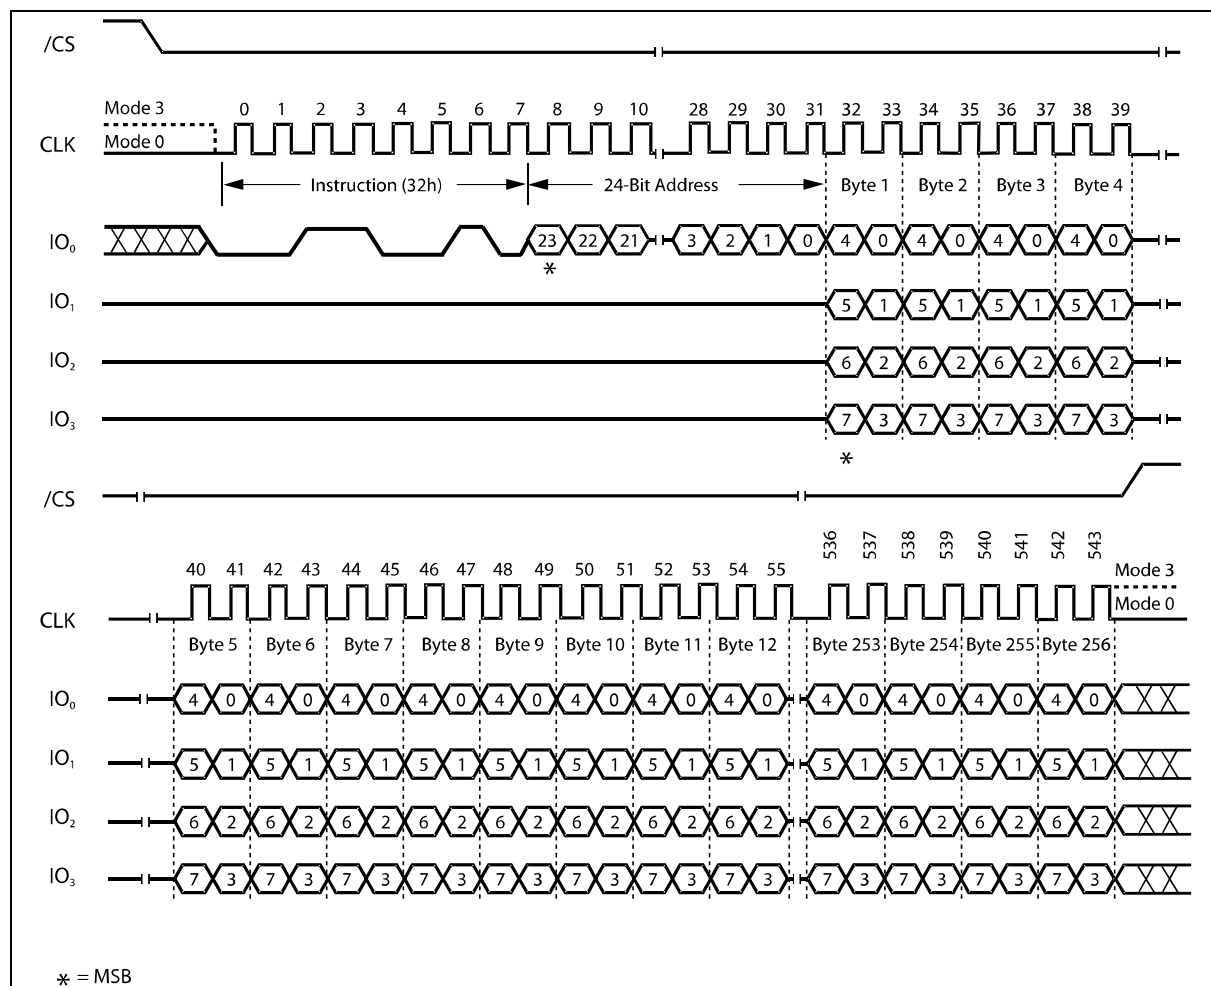 /CS
0 1 2 3 4 5 6 7 8 9 10 28 29 30 31 32 33 34 35 36 37 38 39
Mode 3
CLK
Mode 0
Instruction (32h) 24-Bit Address Byte 1 Byte 2 Byte 3 Byte 4
IO₀ 23 22 21 3 2 1 0 4 0 4 0 4 0 4 0
*
IO₁ 5 1 5 1 5 1 5 1
IO₂ 6 2 6 2 6 2 6 2
IO₃ 7 3 7 3 7 3 7 3
*
/CS
40 41 42 43 44 45 46 47 48 49 50 51 52 53 54 55 536 537 538 539 540 541 542 543
Mode 3
CLK
Mode 0
Byte 5 Byte 6 Byte 7 Byte 8 Byte 9 Byte 10 Byte 11 Byte 12 Byte 253 Byte 254 Byte 255 Byte 256
IO₀ 4 0 4 0 4 0 4 0 4 0 4 0 4 0 4 0 4 0 4 0 4 0 4 0
IO₁ 5 1 5 1 5 1 5 1 5 1 5 1 5 1 5 1 5 1 5 1 5 1 5 1
IO₂ 6 2 6 2 6 2 6 2 6 2 6 2 6 2 6 2 6 2 6 2 6 2 6 2
IO₃ 7 3 7 3 7 3 7 3 7 3 7 3 7 3 7 3 7 3 7 3 7 3 7 3
* = MSB